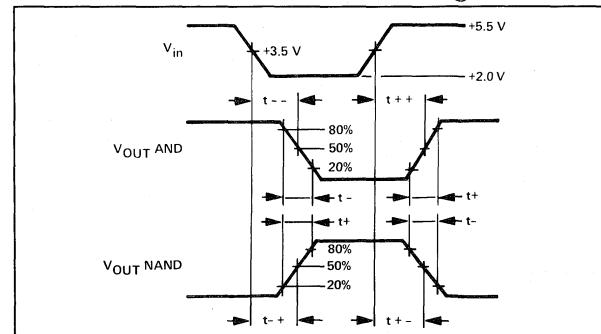 +5.5 V
V_in
+3.5 V
+2.0 V
t - -
t + +
80%
V_OUT AND
50%
20%
t -
t+
t+
t-
80%
V_OUT NAND
50%
20%
t- +
t + -